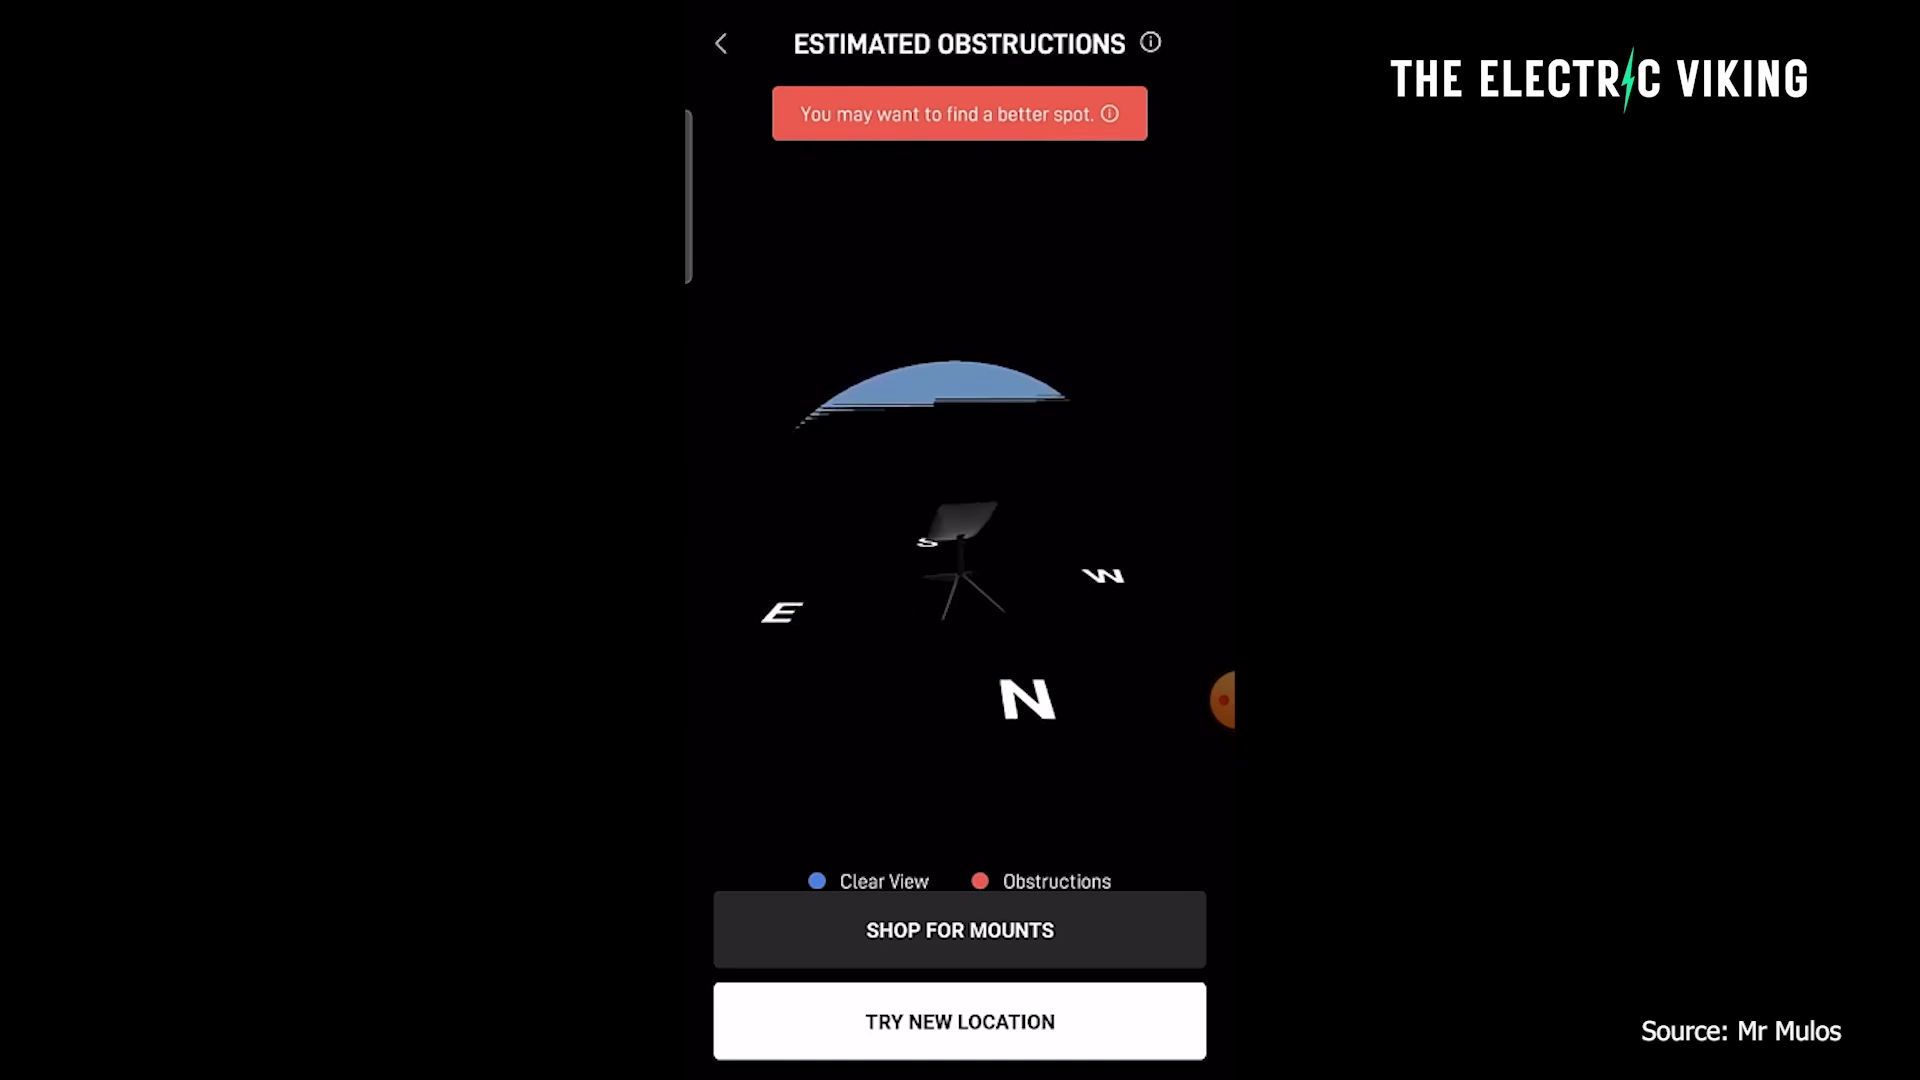 ESTIMATED OBSTRUCTIONS
THE ELECTRIC VIKING
You may want to find a better spot.
S
W
E
N
Clear View
Obstructions
SHOP FOR MOUNTS
TRY NEW LOCATION
Source: Mr Mulos